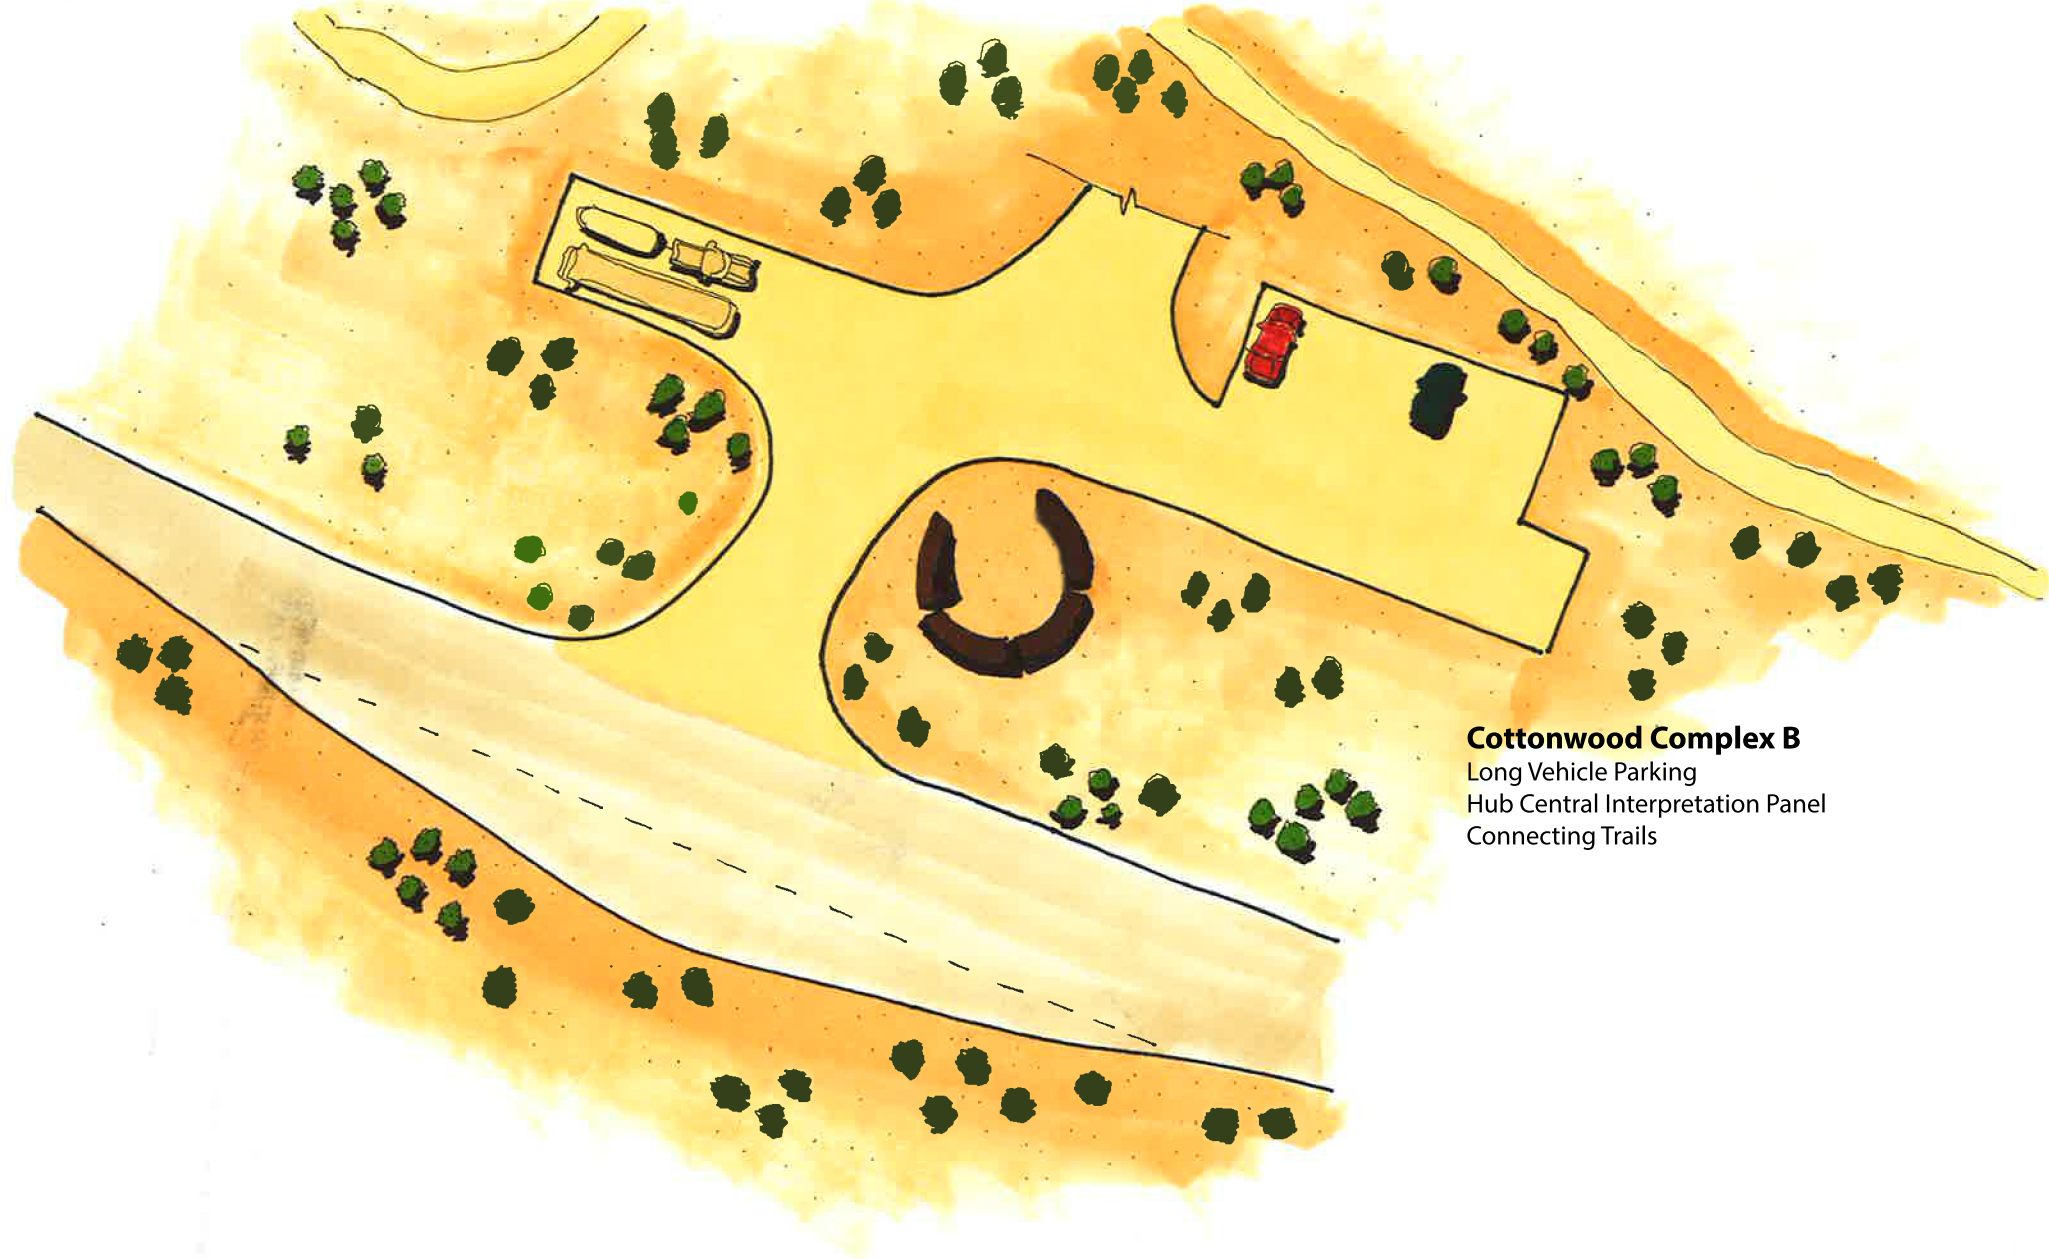 Cottonwood Complex B
Long Vehicle Parking
Hub Central Interpretation Panel
Connecting Trails